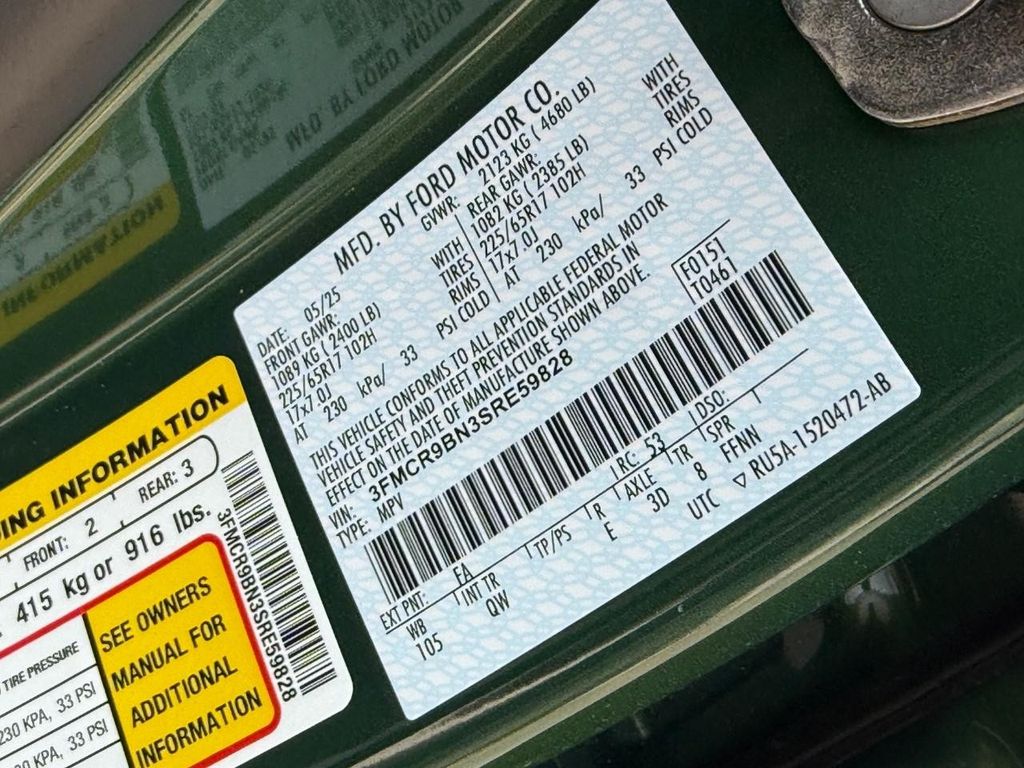 MFD. BY FORD MOTOR CO.
DATE: 05/25
GVWR: 2123 KG ( 4680 LB)
FRONT GAWR:
REAR GAWR:
1089 KG ( 2400 LB)
WITH
1082 KG ( 2385 LB)
WITH
225/65R17 102H
TIRES
225/65R17 102H
TIRES
17x7.0J
RIMS
17x7.0J
RIMS
AT 230 kPa/ 33 PSI COLD
AT 230 kPa/ 33 PSI COLD
THIS VEHICLE CONFORMS TO ALL APPLICABLE FEDERAL MOTOR
VEHICLE SAFETY AND THEFT PREVENTION STANDARDS IN
EFFECT ON THE DATE OF MANUFACTURE SHOWN ABOVE.
VIN: 3FMCR9BN3SRE59828
TYPE: MPV
F0151
T0461
EXT PNT: FA
RC: 53
DSO:
WB
INT TR
TP/PS
R
AXLE
TR
SPR
105
QW
E
3D
8
FFNN
UTC
▽RU5A-1520472-AB
ING INFORMATION
FRONT: 2
REAR: 3
415 kg or 916 lbs.
TIRE PRESSURE
230 KPA, 33 PSI
KPA, 33 PSI
SEE OWNERS
MANUAL FOR
ADDITIONAL
INFORMATION
3FMCR9BN3SRE59828